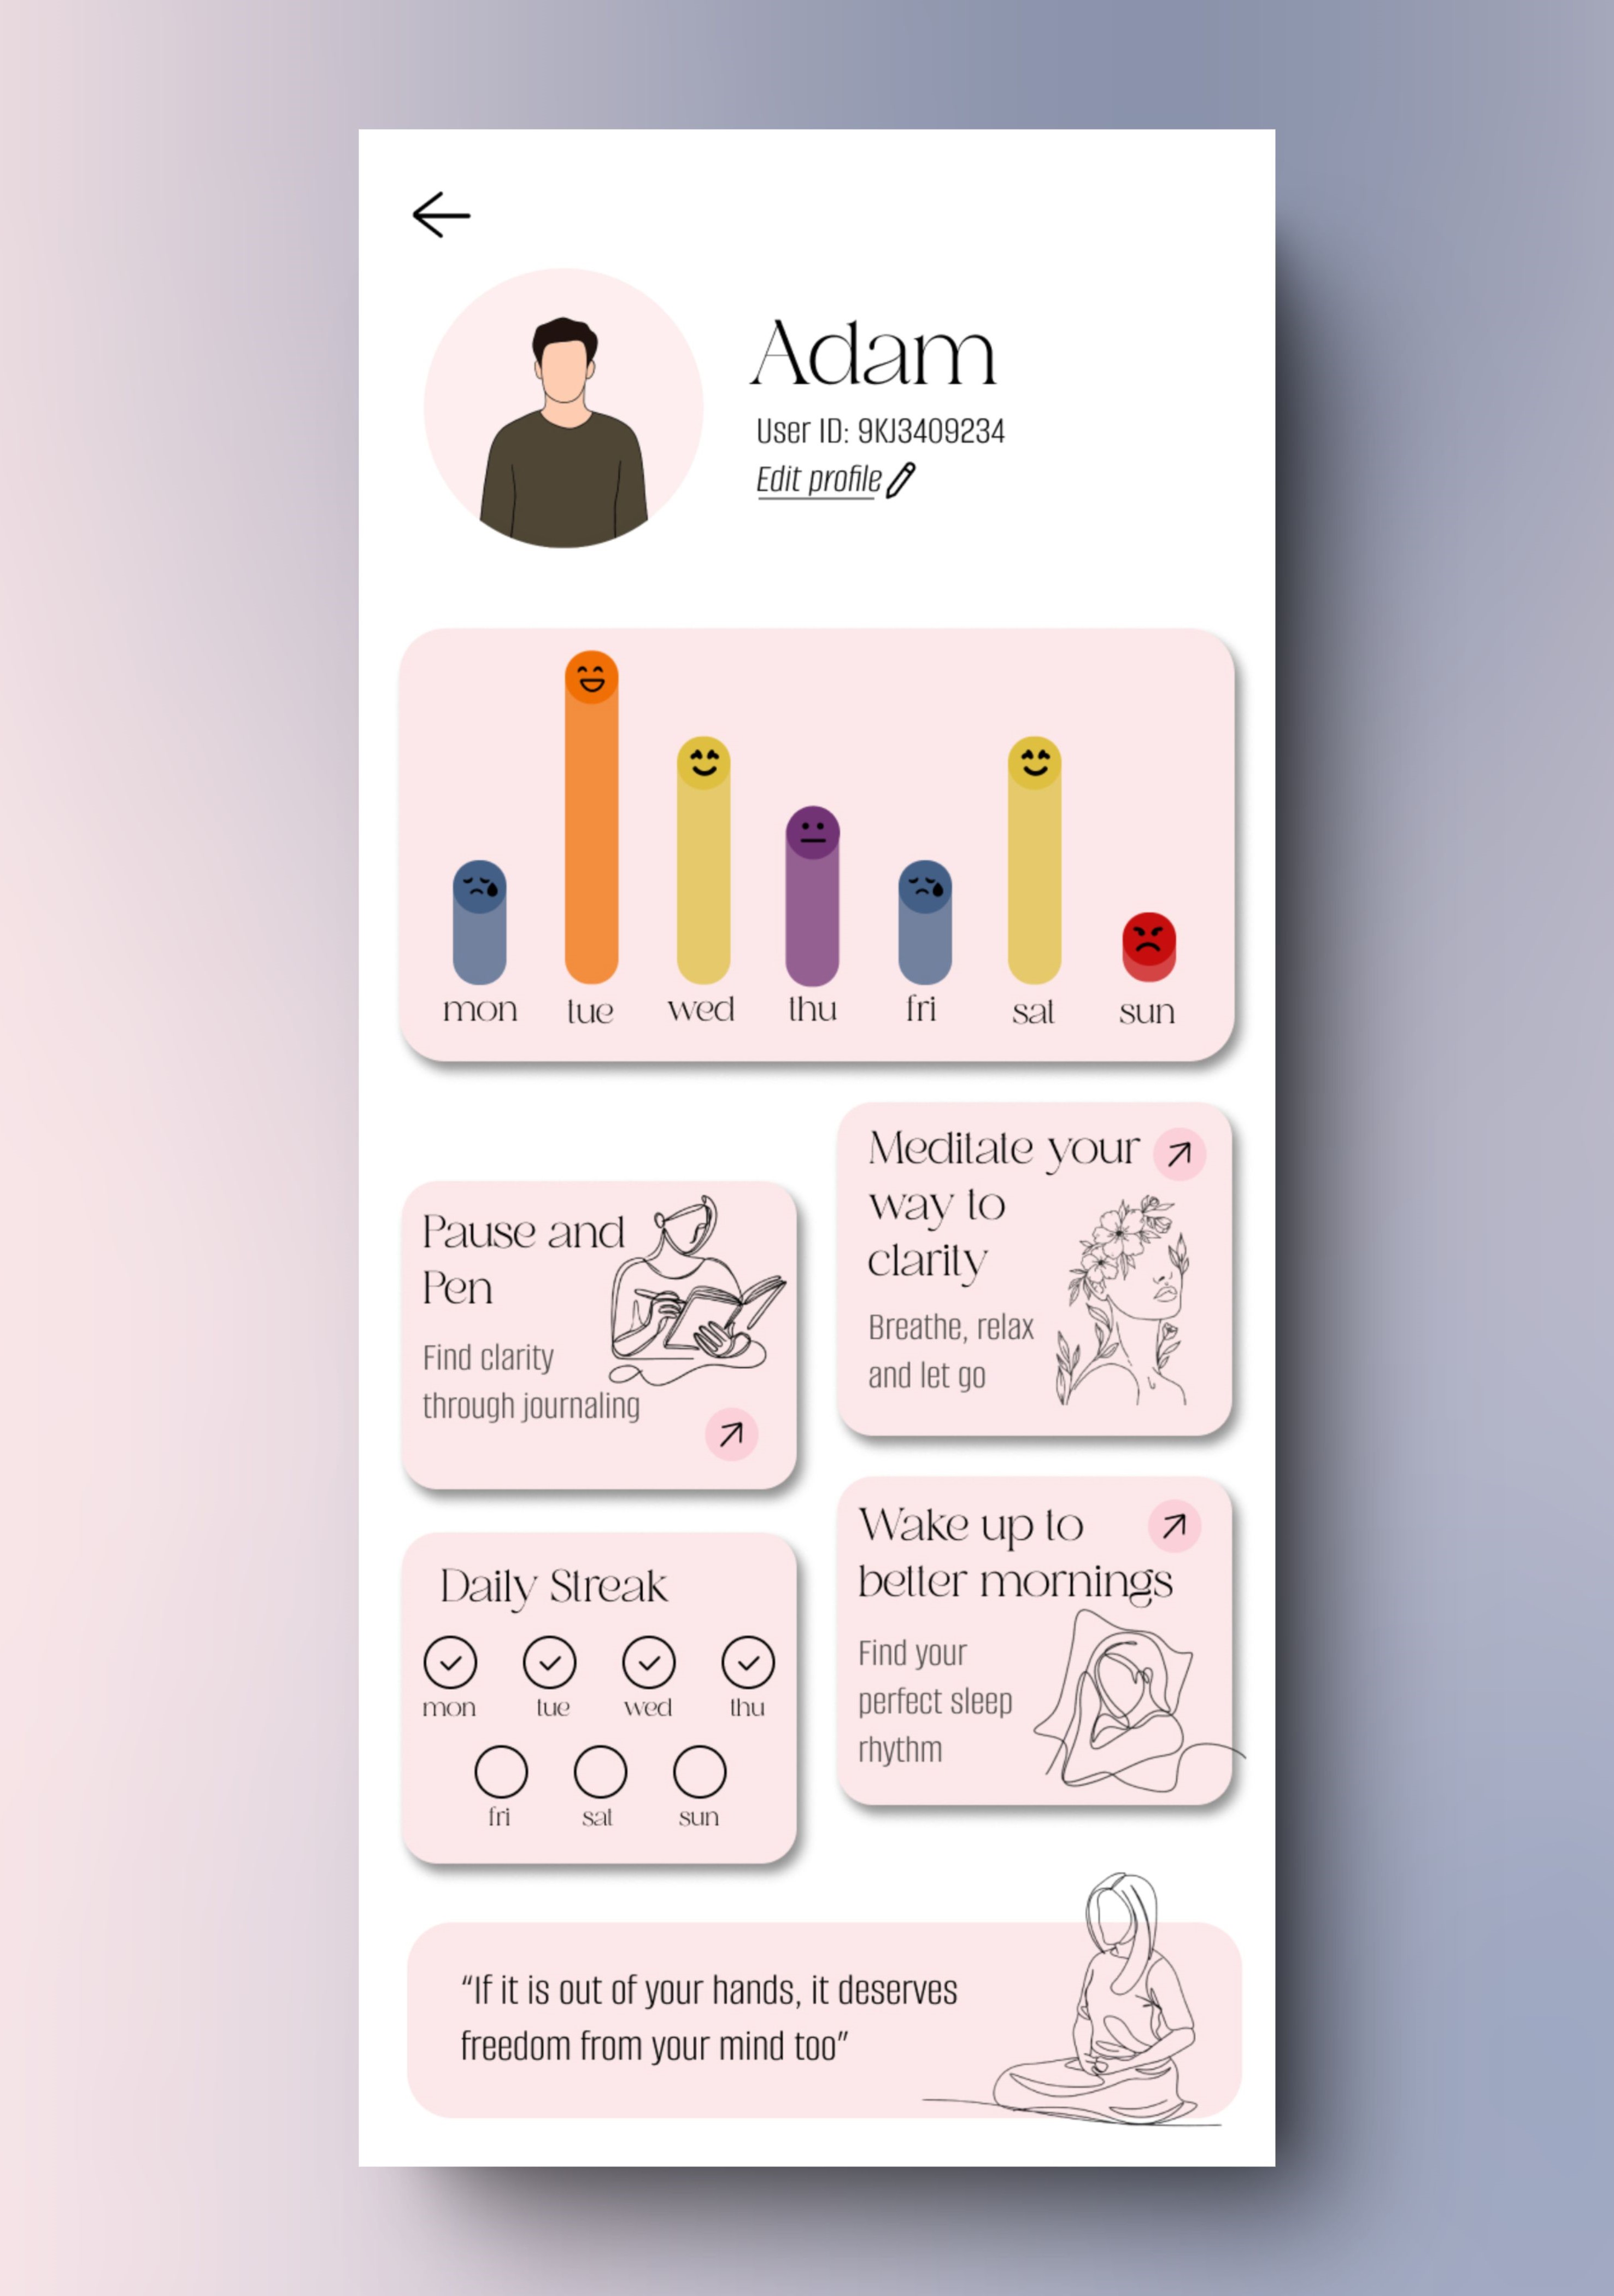 Adam
User ID: 9KJ3409234
Edit profile
mon tue wed thu fri sat sun
Pause and
Pen
Find clarity
through journaling
Meditate your
way to
clarity
Breathe, relax
and let go
Daily Streak
mon tue wed thu
fri sat sun
Wake up to
better mornings
Find your
perfect sleep
rhythm
“If it is out of your hands, it deserves
freedom from your mind too”